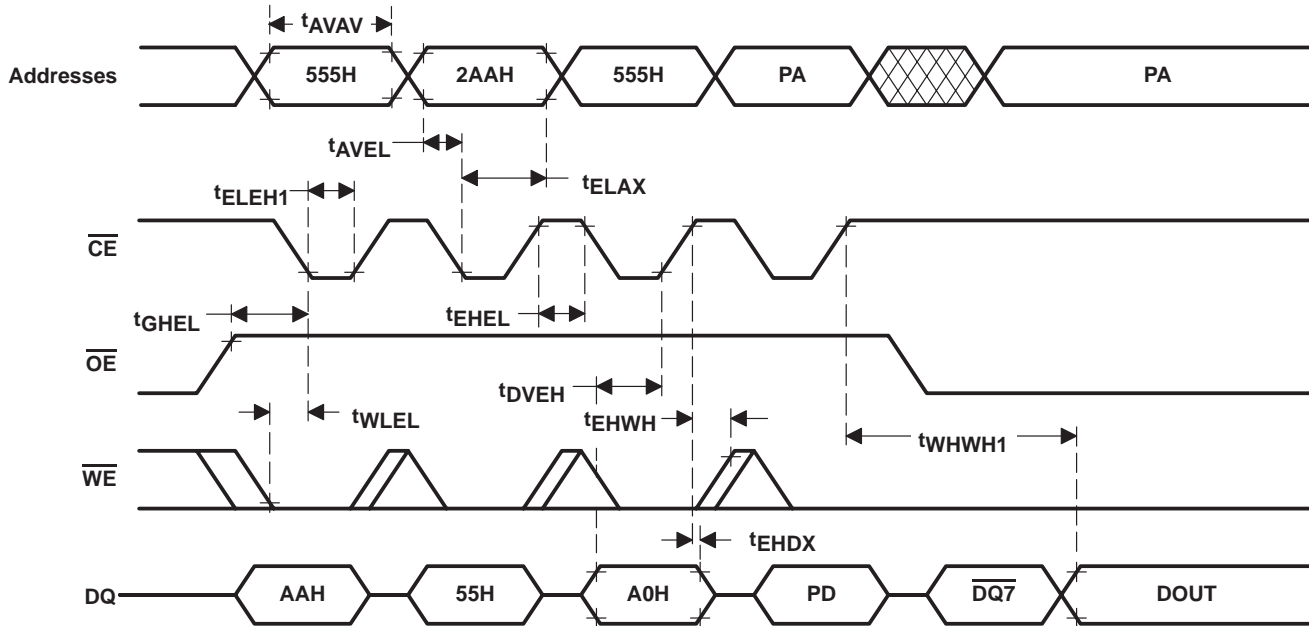 tAVAV
Addresses 555H 2AAH 555H PA PA
tAVEL
tELAX
tELEH1
CE
tGHEL
tEHEL
OE
tDVEH
tEHWH
tWLEL
tWHWH1
WE
tEHDX
DQ AAH 55H A0H PD DQ7 DOUT